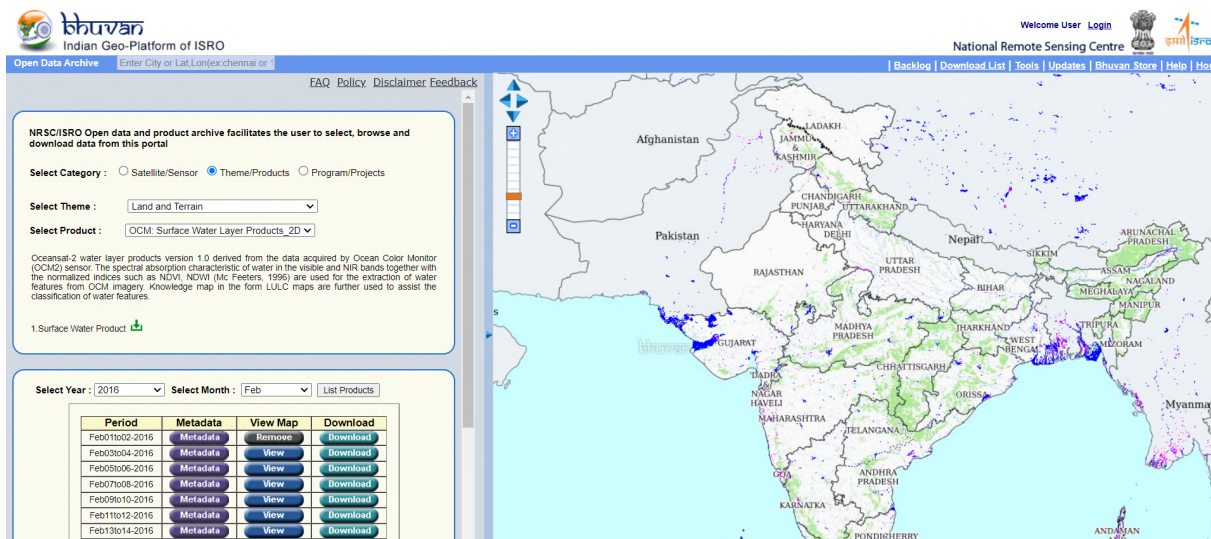 bhuvan
Indian Geo-Platform of ISRO
Welcome User Login
National Remote Sensing Centre
इसरो isro
Open Data Archive Enter City or Lat,Lon(ex:chennai or 1
| Backlog | Download List | Tools | Updates | Bhuvan Store | Help | Ho
FAQ Policy Disclaimer Feedback
NRSC/ISRO Open data and product archive facilitates the user to select, browse and
download data from this portal
Select Category : Satellite/Sensor Theme/Products Program/Projects
Select Theme : Land and Terrain
Select Product : OCM: Surface Water Layer Products_2D
Oceansat-2 water layer products version 1.0 derived from the data acquired by Ocean Color Monitor
(OCM2) sensor. The spectral absorption characteristic of water in the visible and NIR bands together with
the normalized indices such as NDVI, NDWI (Mc Feeters, 1996) are used for the extraction of water
features from OCM imagery. Knowledge map in the form LULC maps are further used to assist the
classification of water features.
1.Surface Water Product
Select Year : 2016 Select Month : Feb List Products
Period Metadata View Map Download
Feb01to02-2016 Metadata Remove Download
Feb03to04-2016 Metadata View Download
Feb05to06-2016 Metadata View Download
Feb07to08-2016 Metadata View Download
Feb09to10-2016 Metadata View Download
Feb11to12-2016 Metadata View Download
Feb13to14-2016 Metadata View Download
LADAKH
Afghanistan
JAMMU
&
KASHMIR
CHANDIGARH
PUNJAB
UTTARAKHAND
HARYANA
DELHI
Pakistan
Nepal
ARUNACHAL
PRADESH
SIKKIM
UTTAR
PRADESH
RAJASTHAN
ASSAM
NAGALAND
MEGHALAYA
BIHAR
MANIPUR
s
MADHYA
PRADESH
JHARKHAND
TRIPURA
WEST
BENGAL
MIZORAM
bhuvan
GUJARAT
CHHATTISGARH
DADRA
&
NAGAR
HAVELI
ORISSA
Myanma
MAHARASHTRA
TELANGANA
GOA
ANDHRA
PRADESH
KARNATKA
ANDAMAN
PONDICHERRY